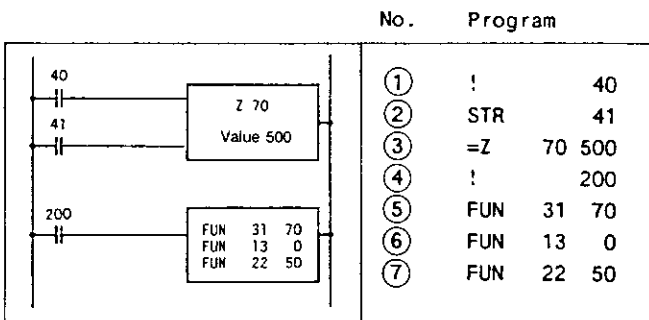 No. Program
40
41
Z 70
Value 500
200
FUN 31 70
FUN 13 0
FUN 22 50
① ! 40
② STR 41
③ =Z 70 500
④ ! 200
⑤ FUN 31 70
⑥ FUN 13 0
⑦ FUN 22 50